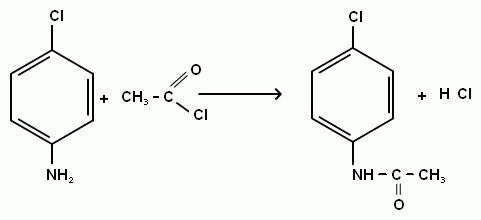 Cl
Cl
O
+ CH₃ - C
Cl
+ H Cl
NH₂
NH - C - CH₃
O